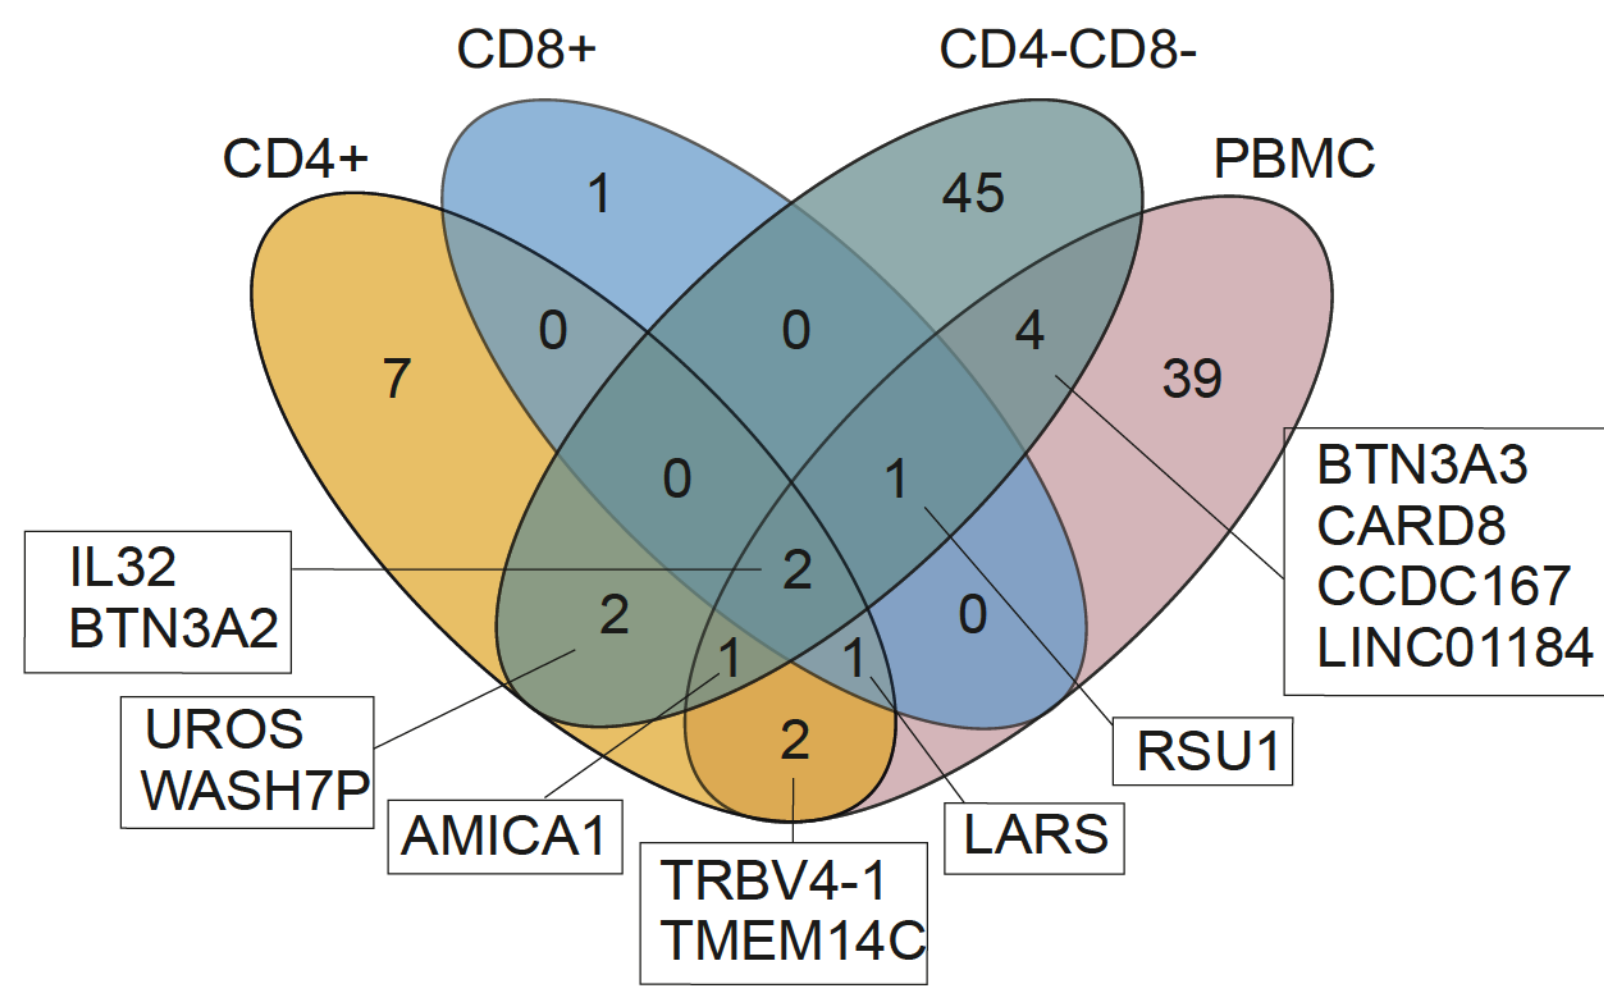 CD8+
CD4-CD8-
CD4+
PBMC
1
45
0
0
4
7
39
0
1
BTN3A3
CARD8
CCDC167
LINC01184
IL32
BTN3A2
2
2
0
1
1
UROS
WASH7P
2
RSU1
AMICA1
LARS
TRBV4-1
TMEM14C